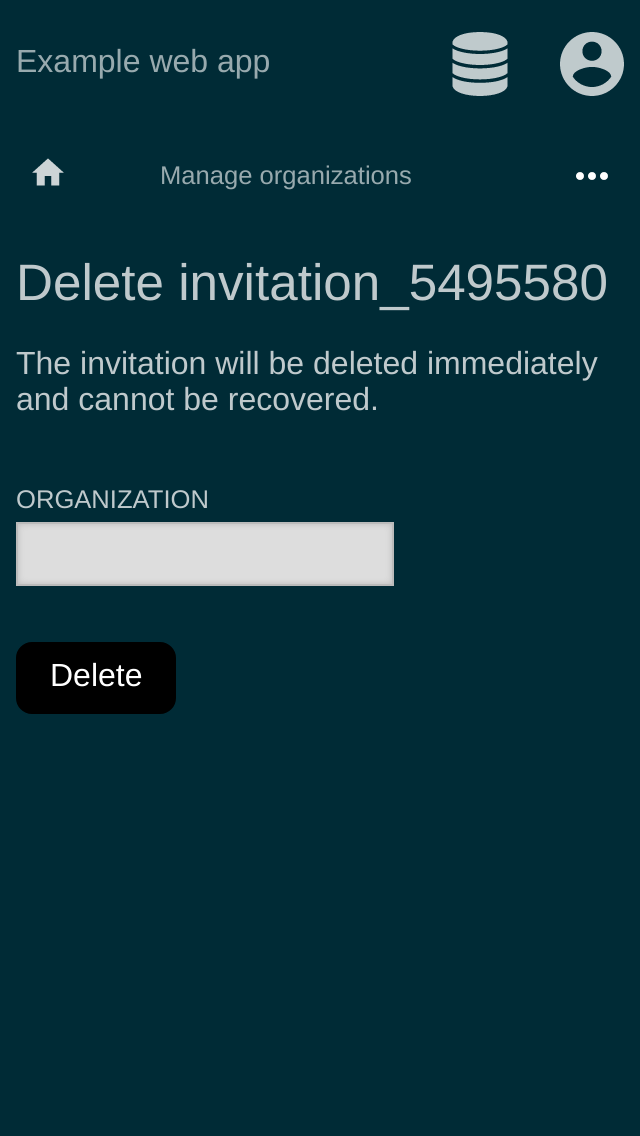 Example web app
Manage organizations
Delete invitation_5495580
The invitation will be deleted immediately
and cannot be recovered.
ORGANIZATION
Delete